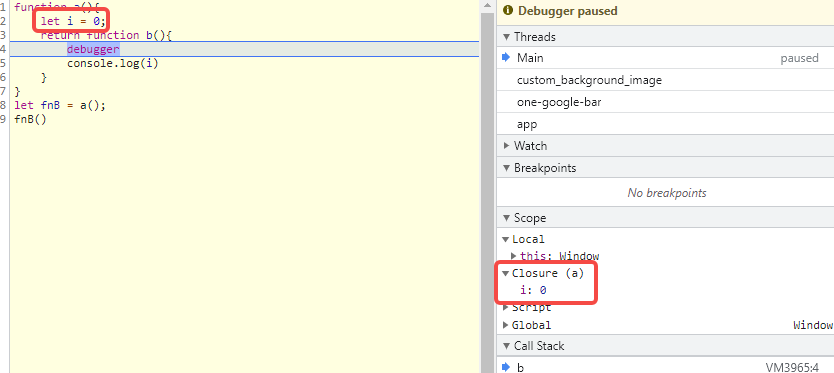 1 function a(){
2 let i = 0;
3 return function b(){
4 debugger
5 console.log(i)
6 }
7 }
8 let fnB = a();
9 fnB()
Debugger paused
Threads
Main paused
custom_background_image
one-google-bar
app
Watch
Breakpoints
No breakpoints
Scope
Local
this: Window
Closure (a)
i: 0
Script
Global Window
Call Stack
b VM3965:4